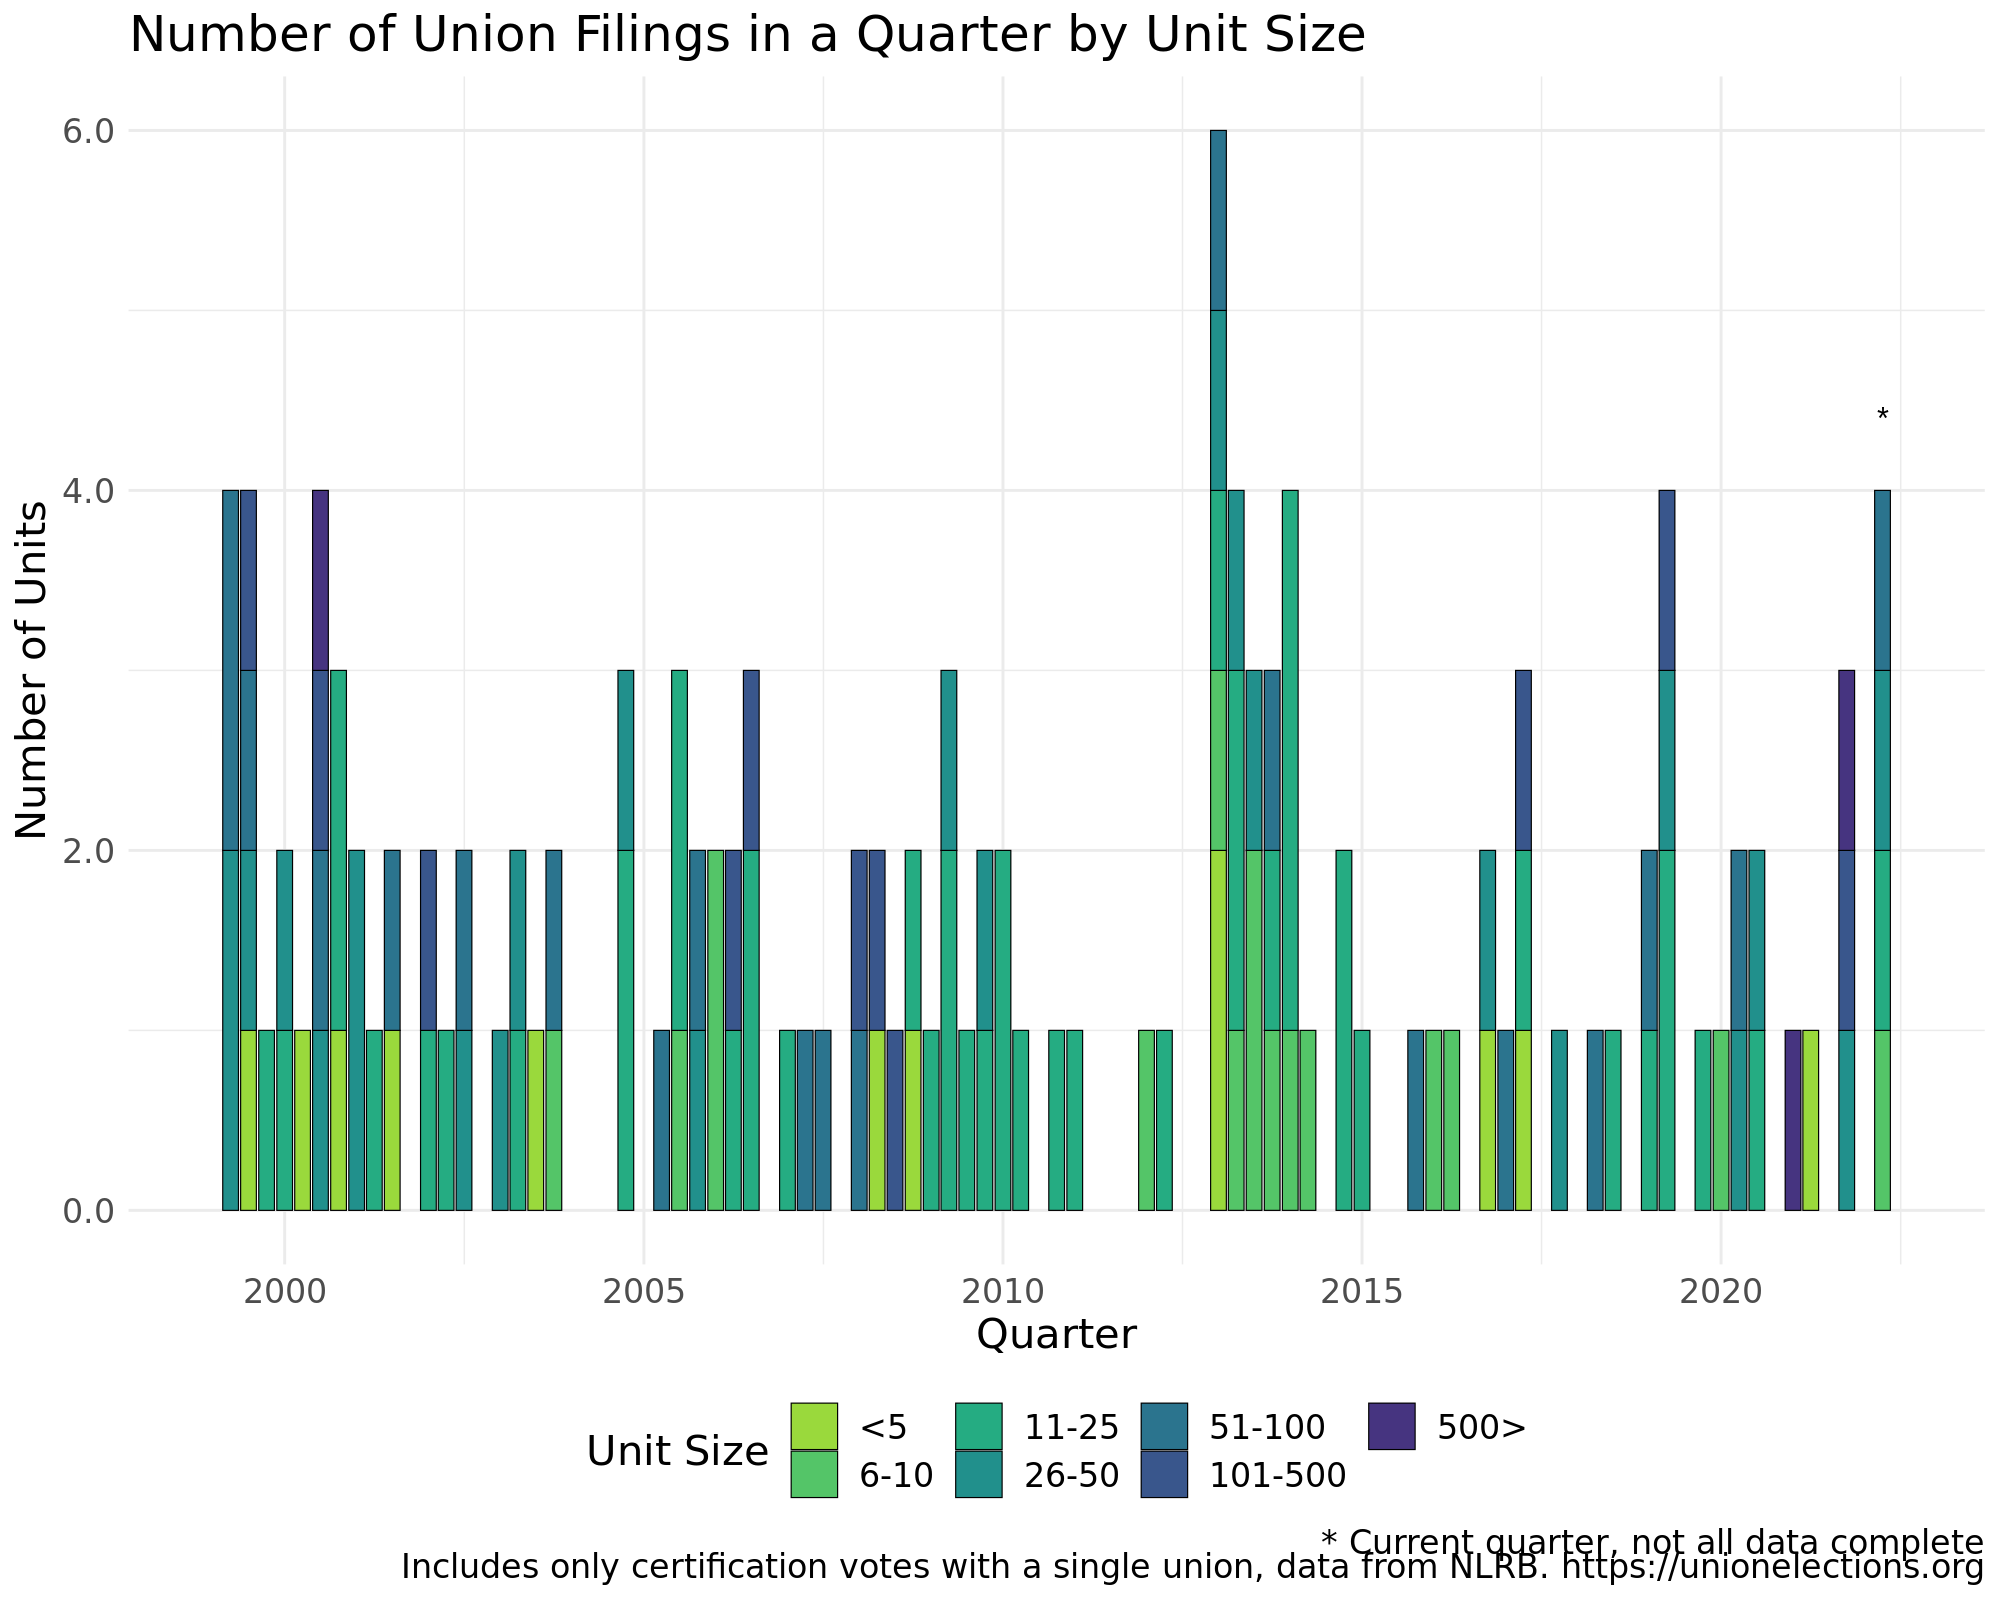 Number of Union Filings in a Quarter by Unit Size
6.0
4.0
2.0
0.0
*
Number of Units
2000 2005 2010 2015 2020
Quarter
Unit Size
<5 11-25 51-100 500>
6-10 26-50 101-500
* Current quarter, not all data complete
Includes only certification votes with a single union, data from NLRB. https://unionelections.org